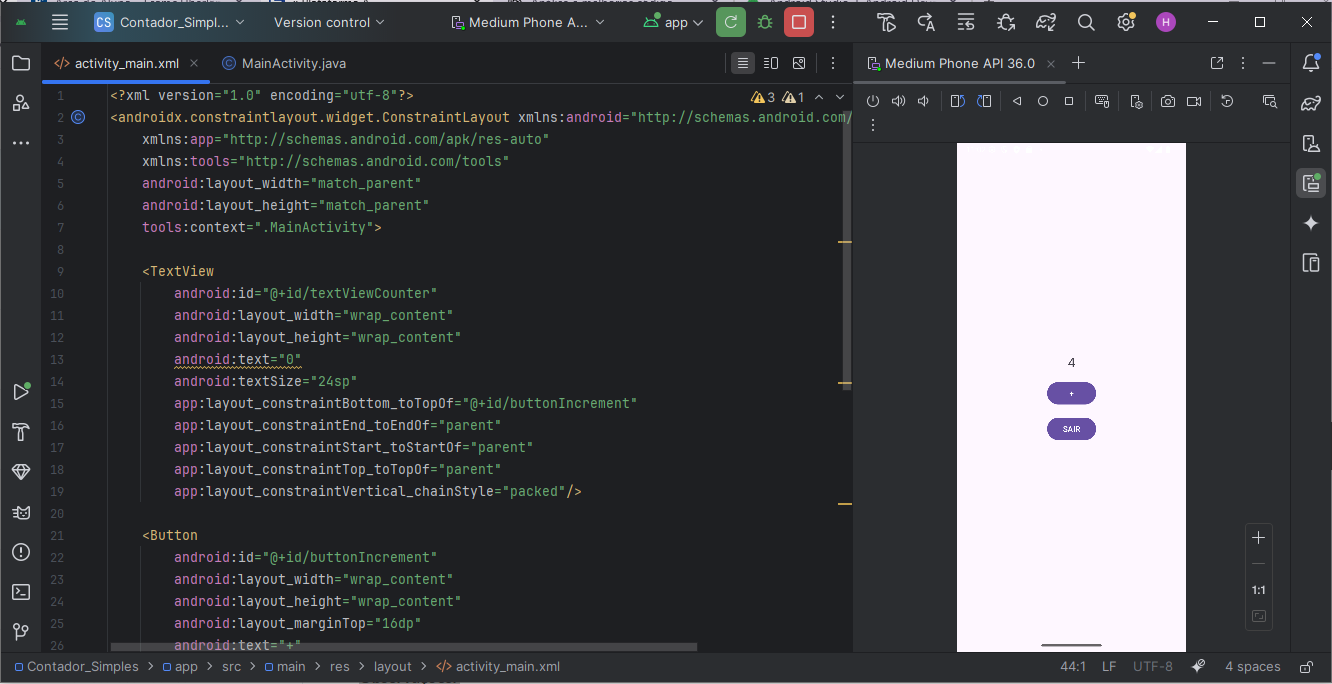 CS Contador_Simpl... Version control Medium Phone A... app H
activity_main.xml MainActivity.java Medium Phone API 36.0
3 1
1 <?xml version="1.0" encoding="utf-8"?>
2 <androidx.constraintlayout.widget.ConstraintLayout xmlns:android="http://schemas.android.com/
3 xmlns:app="http://schemas.android.com/apk/res-auto"
4 xmlns:tools="http://schemas.android.com/tools"
5 android:layout_width="match_parent"
6 android:layout_height="match_parent"
7 tools:context=".MainActivity">
8
9 <TextView
10 android:id="@+id/textViewCounter"
11 android:layout_width="wrap_content"
12 android:layout_height="wrap_content"
13 android:text="0"
14 android:textSize="24sp"
15 app:layout_constraintBottom_toTopOf="@+id/buttonIncrement"
16 app:layout_constraintEnd_toEndOf="parent"
17 app:layout_constraintStart_toStartOf="parent"
18 app:layout_constraintTop_toTopOf="parent"
19 app:layout_constraintVertical_chainStyle="packed"/>
20
21 <Button
22 android:id="@+id/buttonIncrement"
23 android:layout_width="wrap_content"
24 android:layout_height="wrap_content"
25 android:layout_marginTop="16dp"
26 android:text="+"
4
+
SAIR
1:1
Contador_Simples > app > src > main > res > layout > activity_main.xml 44:1 LF UTF-8 4 spaces